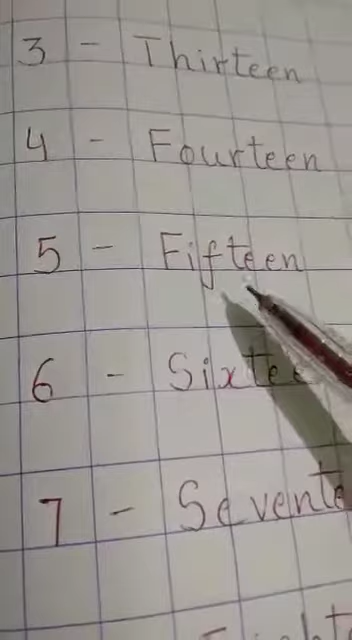 3 - Thirteen
4 - Fourteen
5 - Fifteen
6 - Sixtee
7 - Sevente